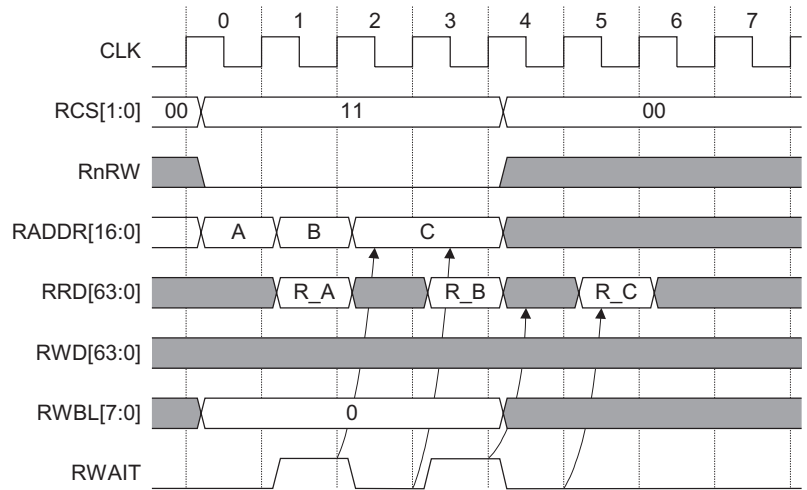 0 1 2 3 4 5 6 7
CLK
RCS[1:0] 00 11 00
RnRW
RADDR[16:0] A B C
RRD[63:0] R_A R_B R_C
RWD[63:0]
RWBL[7:0] 0
RWAIT